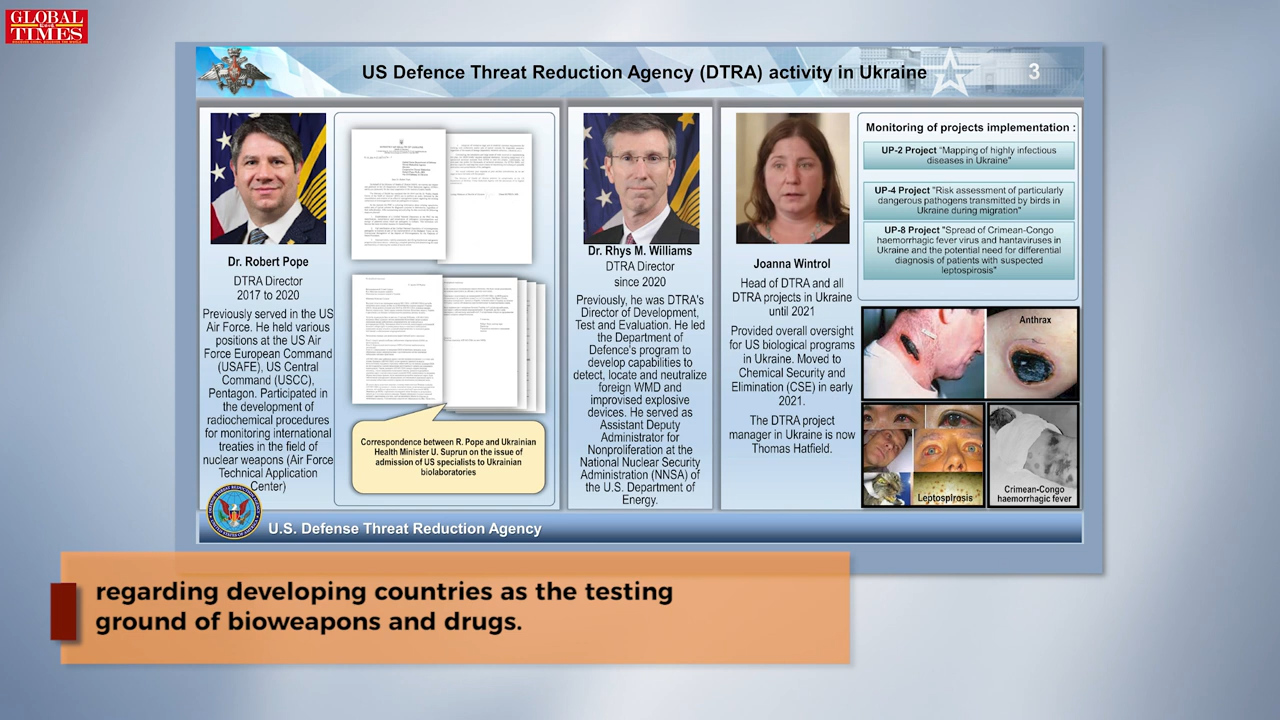 GLOBAL
TIMES
US Defence Threat Reduction Agency (DTRA) activity in Ukraine
3
Dr. Robert Pope
DTRA Director
2017 to 2020
Previously served in the US
Air Force. He held various
positions at the US Air
Force European Command
(USAFE), US Central
Command (USCC),
Pentagon. Participated in
the development of
radiochemical procedures
for monitoring international
treaties in the field of
nuclear weapons (Air Force
Technical Application
Center)
Correspondence between R. Pope and Ukrainian
Health Minister U. Suprun on the issue of
admission of US specialists to Ukrainian
biolaboratories
Dr. Rhys M. Williams
DTRA Director
since 2020
Previously, he was DTRA's
Director of Development,
Test and Evaluation. He led
the Department of
Defence's program to
develop capabilities to
detect, locate and neutralize
foreign WMD and
improvised explosive
devices. He served as
Assistant Deputy
Administrator for
Nonproliferation at the
National Nuclear Security
Administration (NNSA) of
the U.S. Department of
Energy.
Joanna Wintrol
Head of DTRA and all
DTRA projects in Ukraine
until 2021
Provided overall oversight
for US biological programs
in Ukraine. Moved on to
Chemical Security and
Elimination (CSE) in early
2021.
The DTRA project
manager in Ukraine is now
Thomas Hatfield.
Monitoring of projects implementation :
UP-2 Project "Mapping of highly infectious
diseases in Ukraine"
UP-4 Project "Risk assessment of particularly
dangerous pathogens transmitted by birds in
Ukraine during migration"
UP-8 Project "Spread of Crimean-Congo
haemorrhagic fever virus and hantaviruses in
Ukraine and the potential need for differential
diagnosis of patients with suspected
leptospirosis"
Anthrax
Leptospirosis
Crimean-Congo
haemorrhagic fever
U.S. Defense Threat Reduction Agency
regarding developing countries as the testing
ground of bioweapons and drugs.